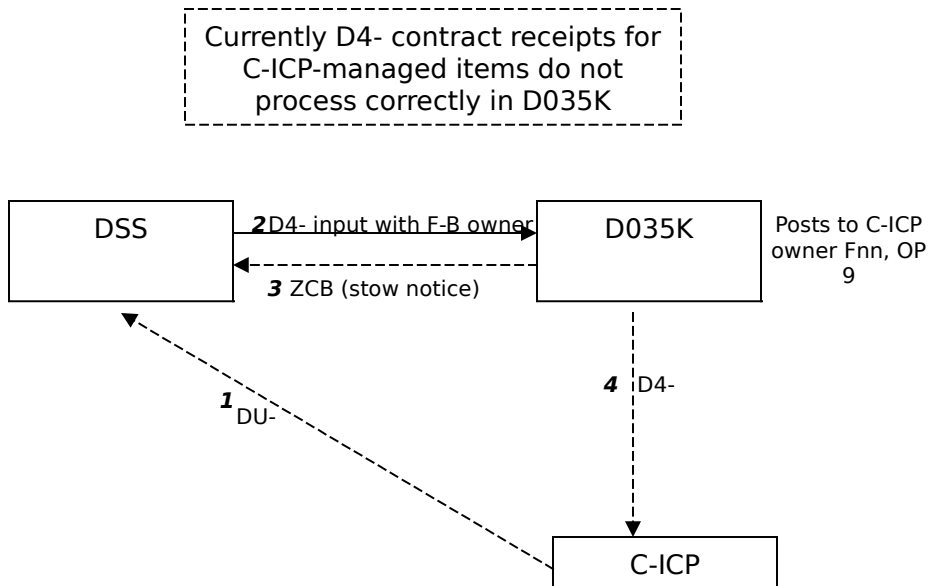 Currently D4- contract receipts for
C-ICP-managed items do not
process correctly in D035K
DSS
2 D4- input with F-B owner
D035K
Posts to C-ICP
owner Fnn, OP
9
3 ZCB (stow notice)
4 D4-
1
DU-
C-ICP